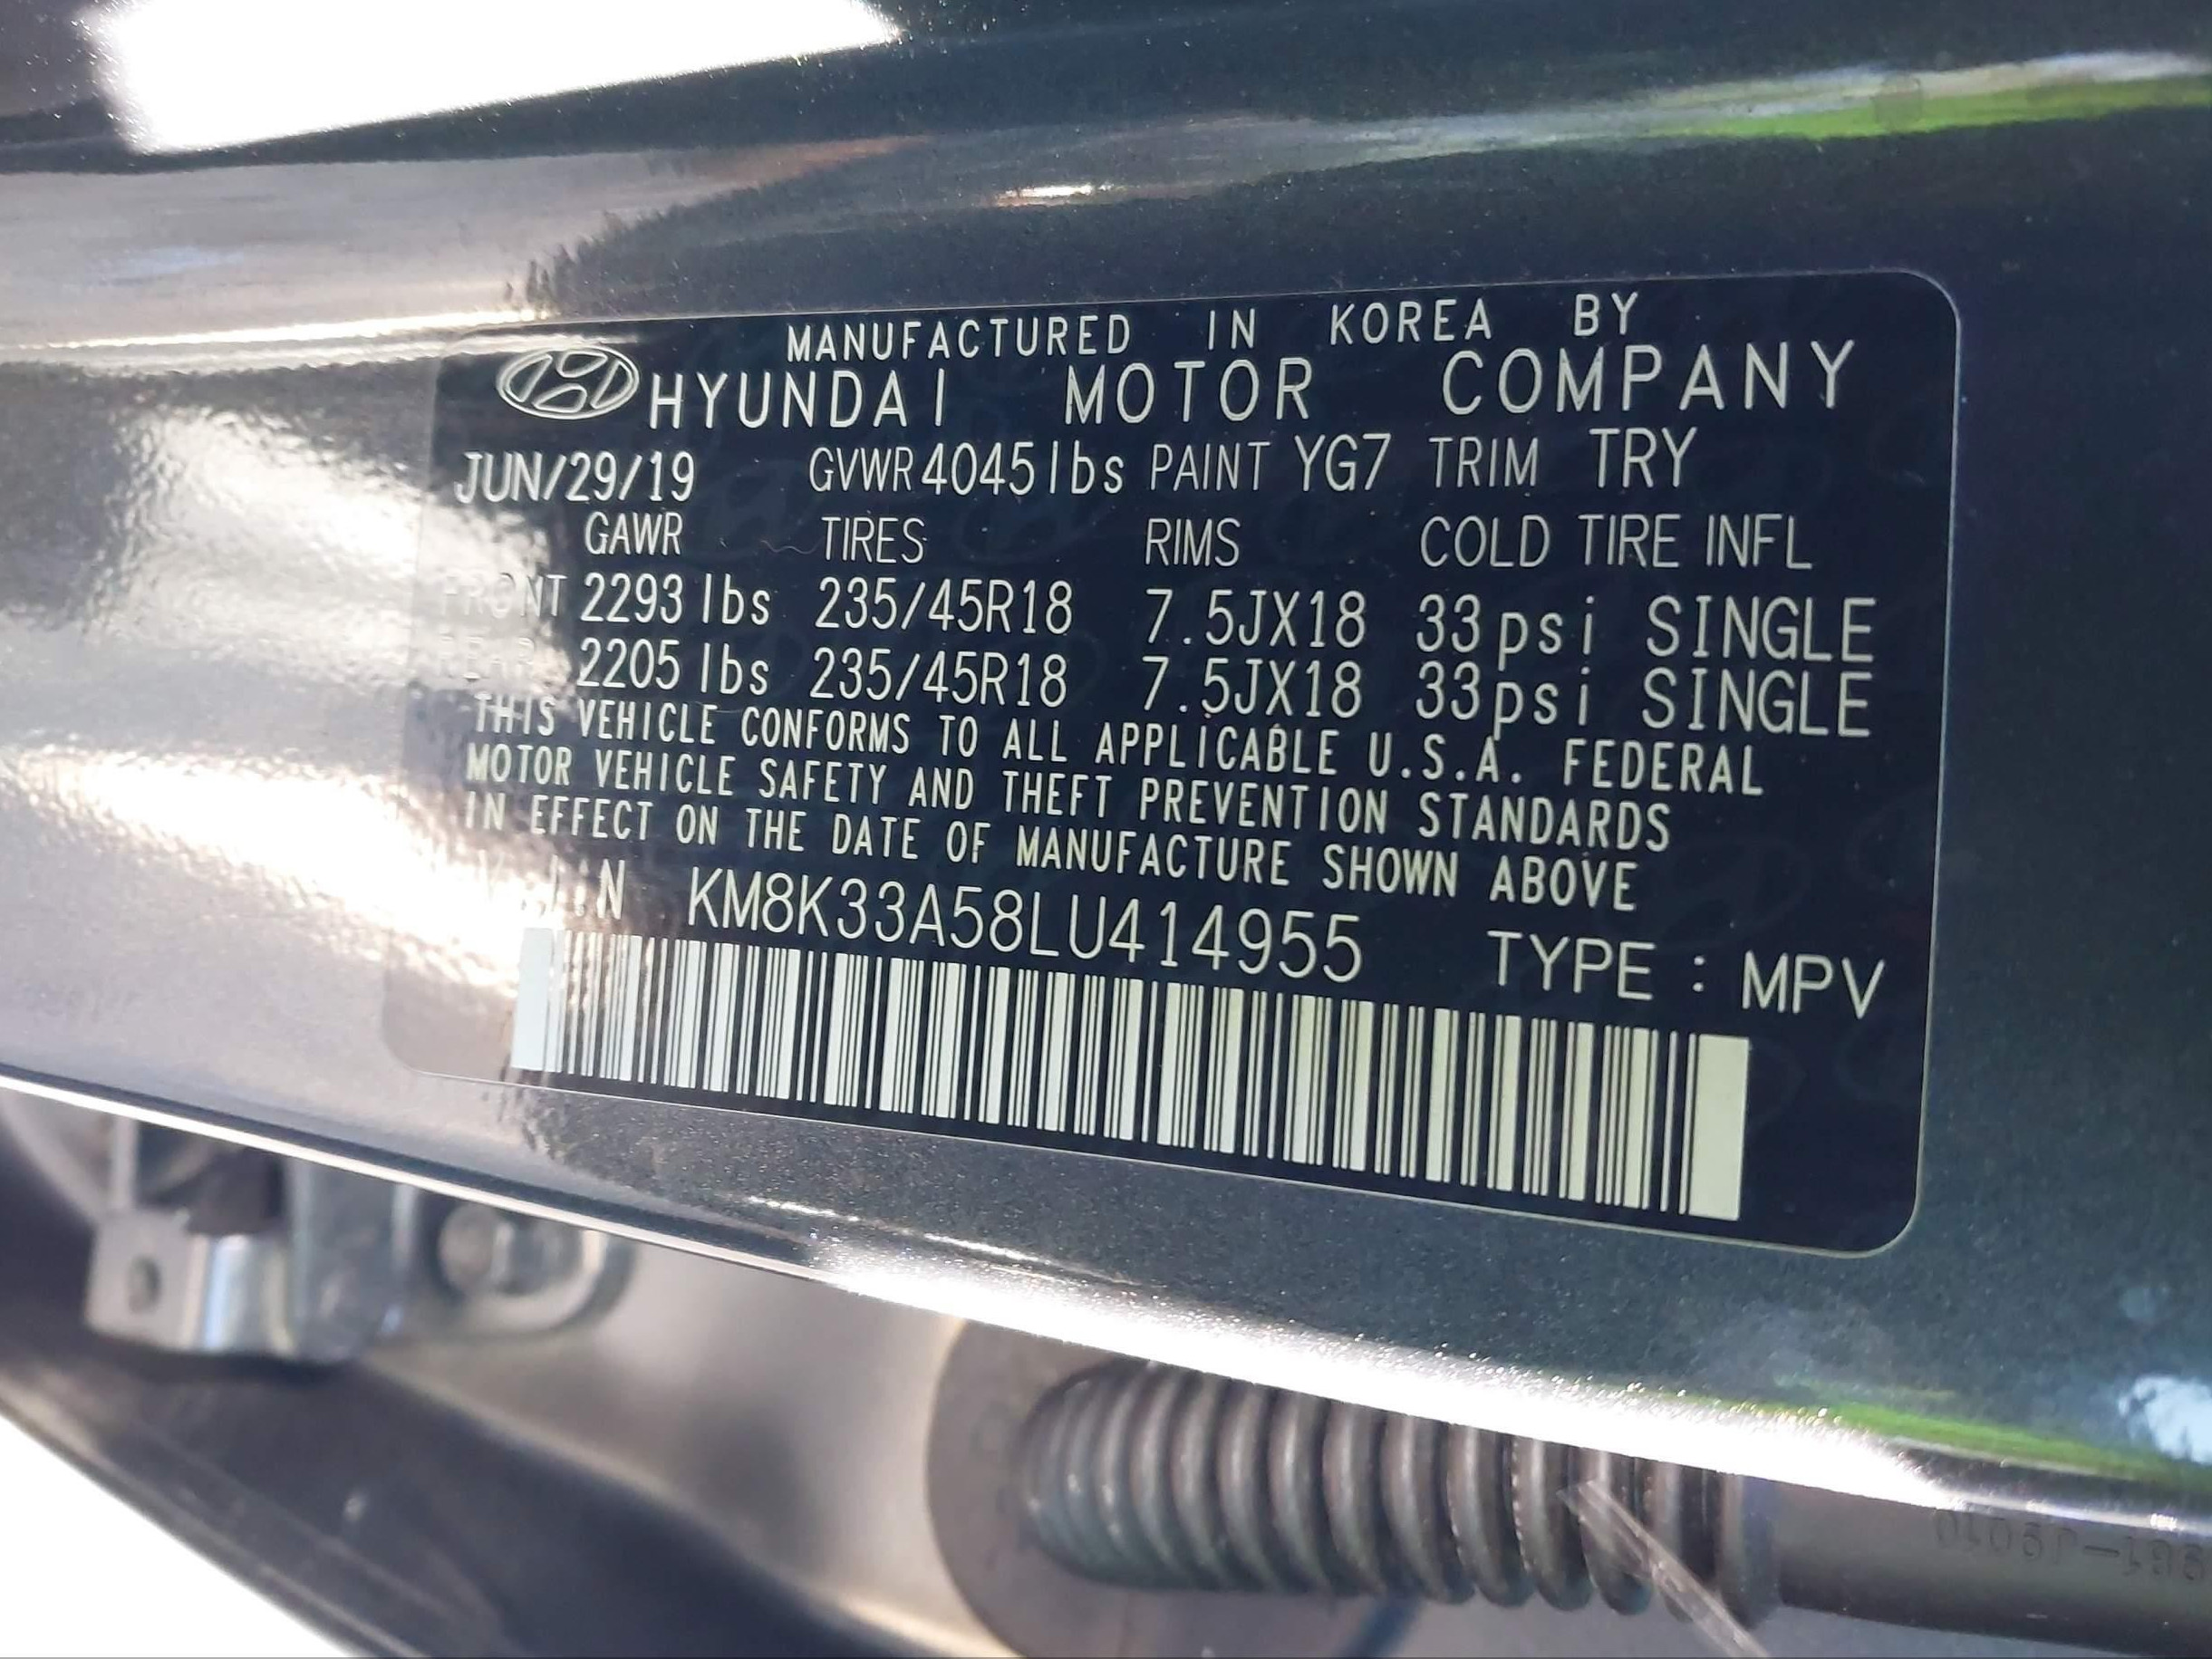 MANUFACTURED IN KOREA BY
HYUNDAI MOTOR COMPANY
JUN/29/19 GVWR 4045 lbs PAINT YG7 TRIM TRY
GAWR TIRES RIMS COLD TIRE INFL
FRONT 2293 lbs 235/45R18 7.5JX18 33psi SINGLE
REAR 2205 lbs 235/45R18 7.5JX18 33psi SINGLE
THIS VEHICLE CONFORMS TO ALL APPLICABLE U.S.A. FEDERAL
MOTOR VEHICLE SAFETY AND THEFT PREVENTION STANDARDS
IN EFFECT ON THE DATE OF MANUFACTURE SHOWN ABOVE
V.I.N KM8K33A58LU414955 TYPE : MPV